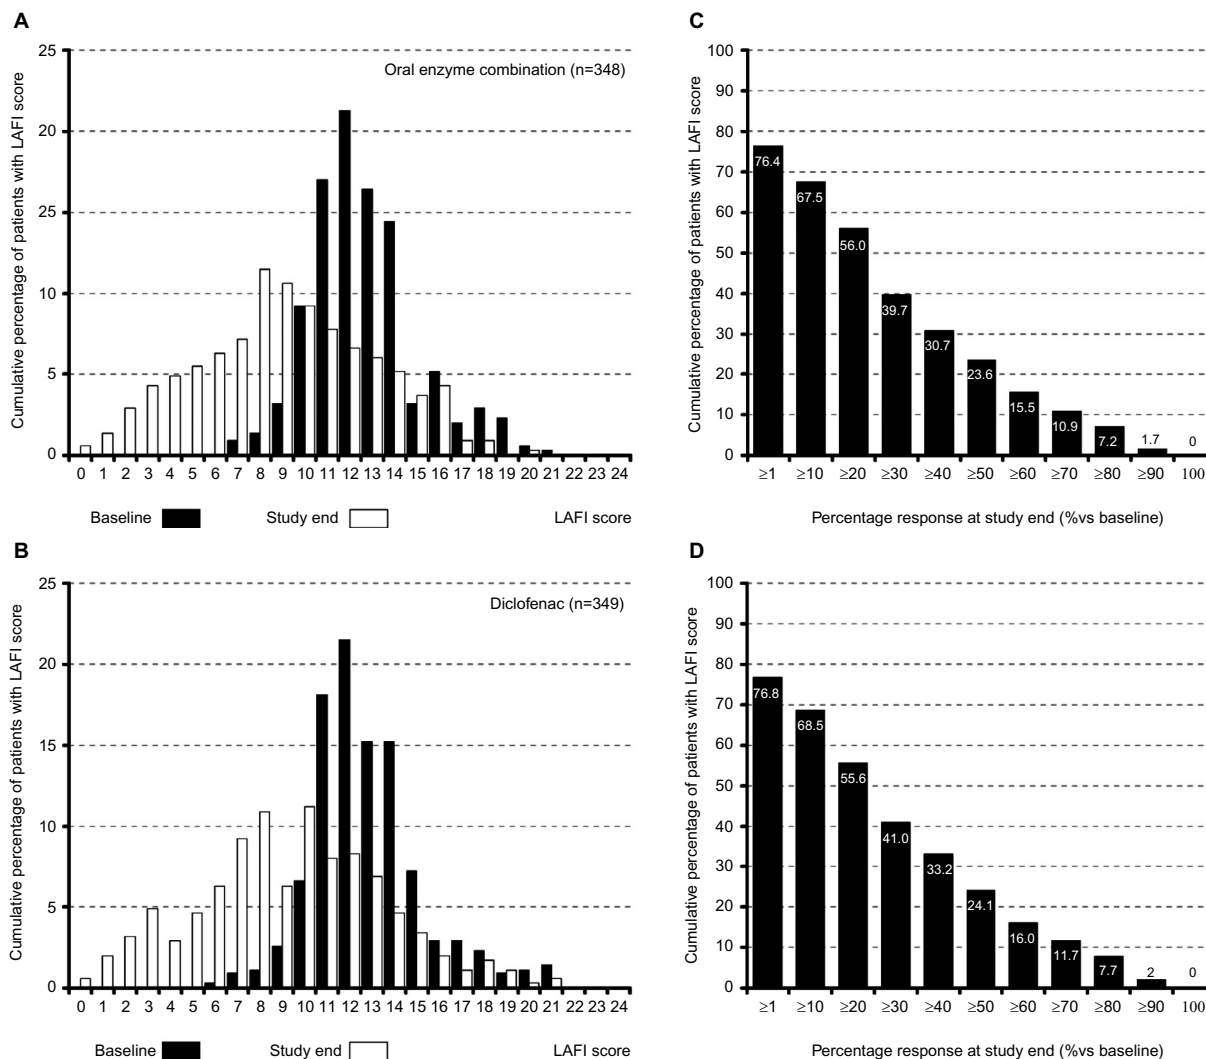 A
Cumulative percentage of patients with LAFI score
25
20
25
10
5
0
Oral enzyme combination (n=348)
0 1 2 3 4 5 6 7 8 9 10 11 12 13 14 15 16 17 18 19 20 21 22 23 24
Baseline Study end LAFI score
C
Cumulative percentage of patients with LAFI score
100
90
80
70
60
50
40
30
20
10
0
76.4 67.5 56.0 39.7 30.7 23.6 15.5 10.9 7.2 1.7 0
≥1 ≥10 ≥20 ≥30 ≥40 ≥50 ≥60 ≥70 ≥80 ≥90 100
Percentage response at study end (%vs baseline)
B
Cumulative percentage of patients with LAFI score
25
20
15
10
5
0
Diclofenac (n=349)
0 1 2 3 4 5 6 7 8 9 10 11 12 13 14 15 16 17 18 19 20 21 22 23 24
Baseline Study end LAFI score
D
Cumulative percentage of patients with LAFI score
100
90
80
70
60
50
40
30
20
10
0
76.8 68.5 55.6 41.0 33.2 24.1 16.0 11.7 7.7 2 0
≥1 ≥10 ≥20 ≥30 ≥40 ≥50 ≥60 ≥70 ≥80 ≥90 100
Percentage response at study end (%vs baseline)